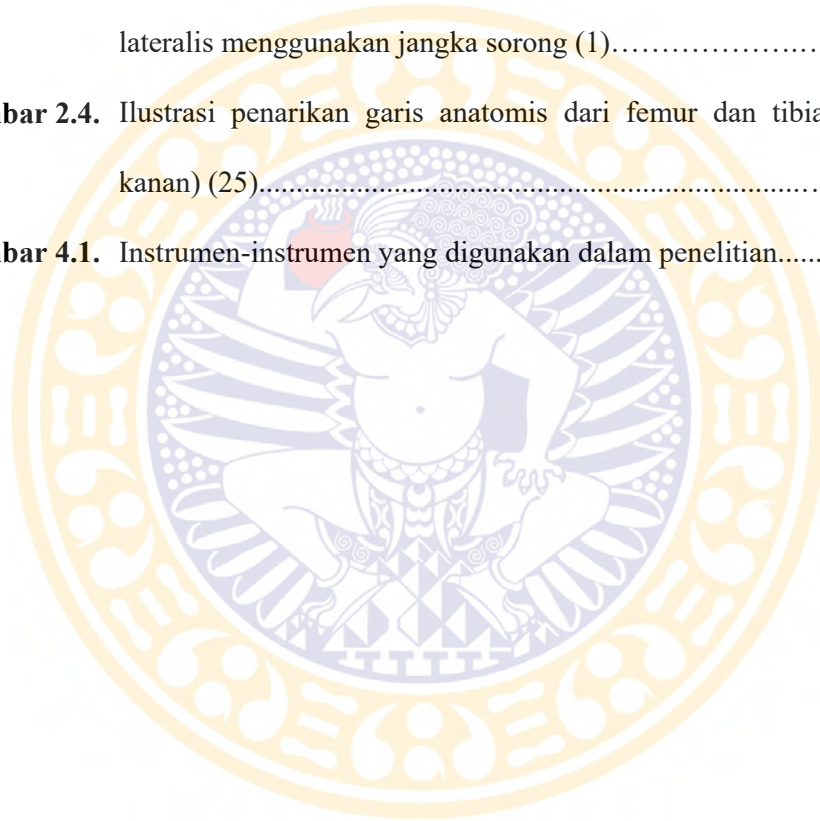 lateralis menggunakan jangka sorong (1)…………………..…
bar 2.4. Ilustrasi penarikan garis anatomis dari femur dan tibia
kanan) (25)...........................................................................…
bar 4.1. Instrumen-instrumen yang digunakan dalam penelitian......